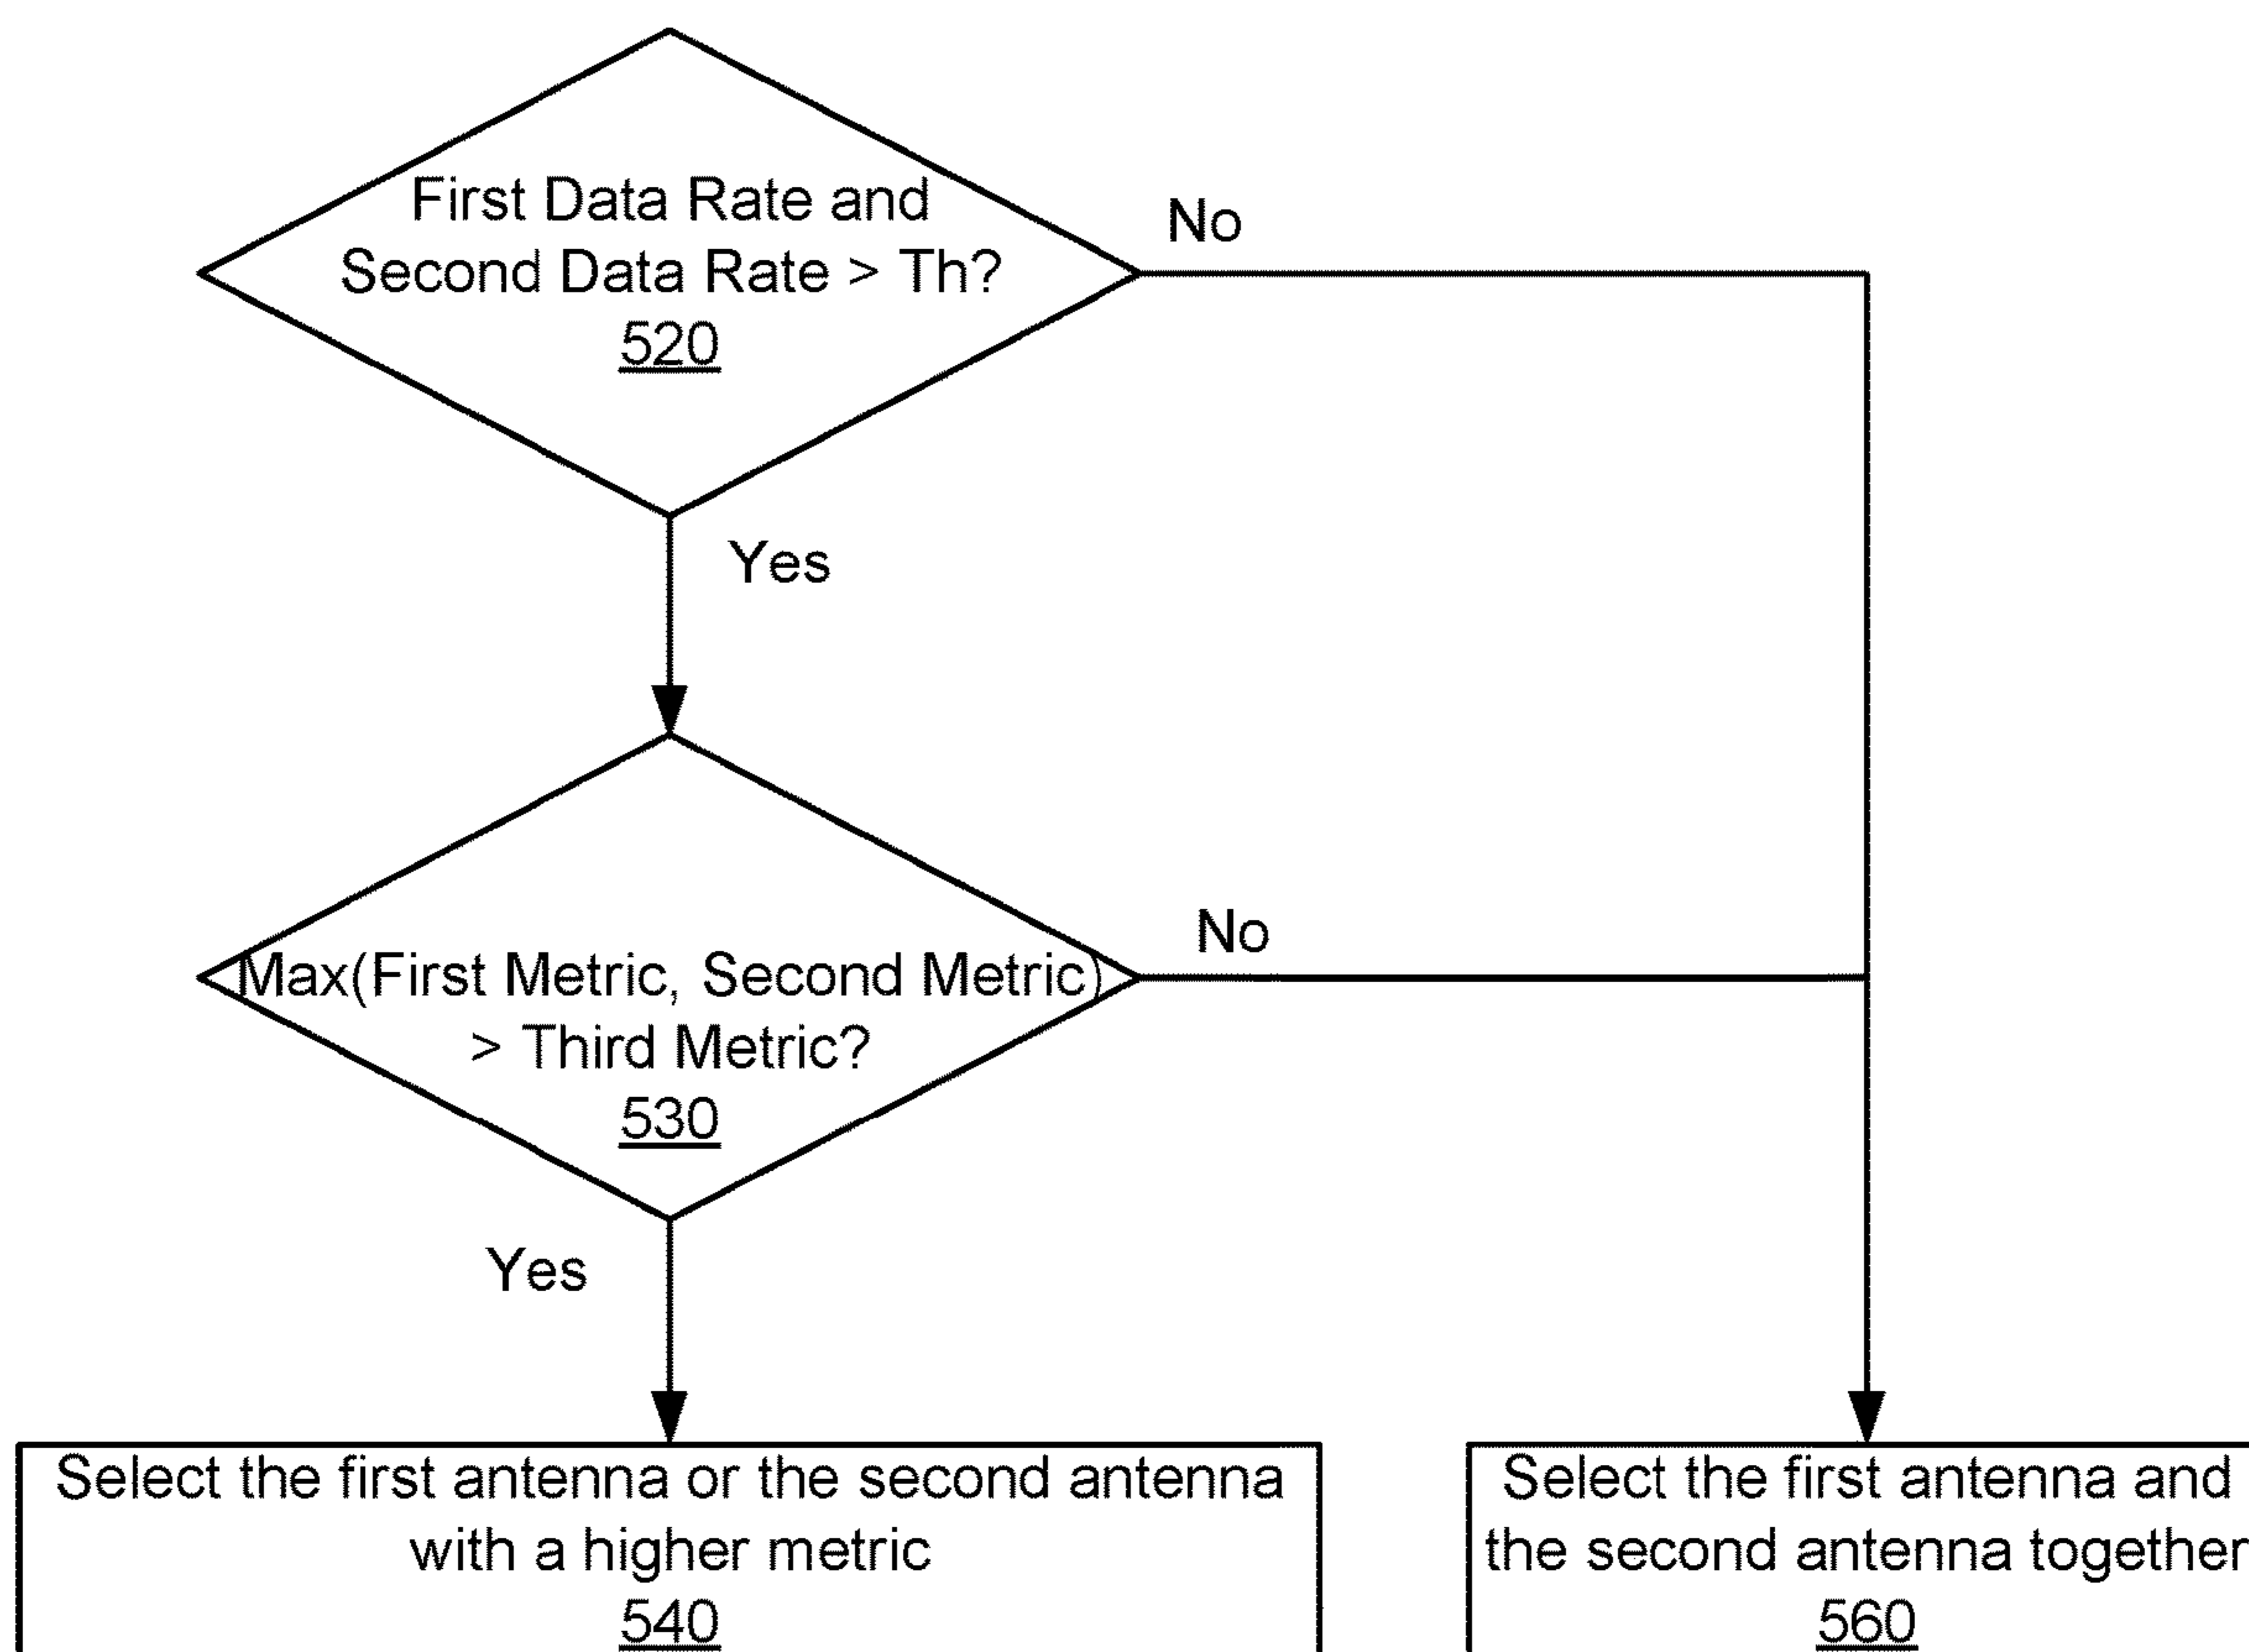 First Data Rate and
Second Data Rate > Th?
520
No
Yes
Max(First Metric, Second Metric)
> Third Metric?
530
No
Yes
Select the first antenna or the second antenna
with a higher metric
540
Select the first antenna and
the second antenna together
560